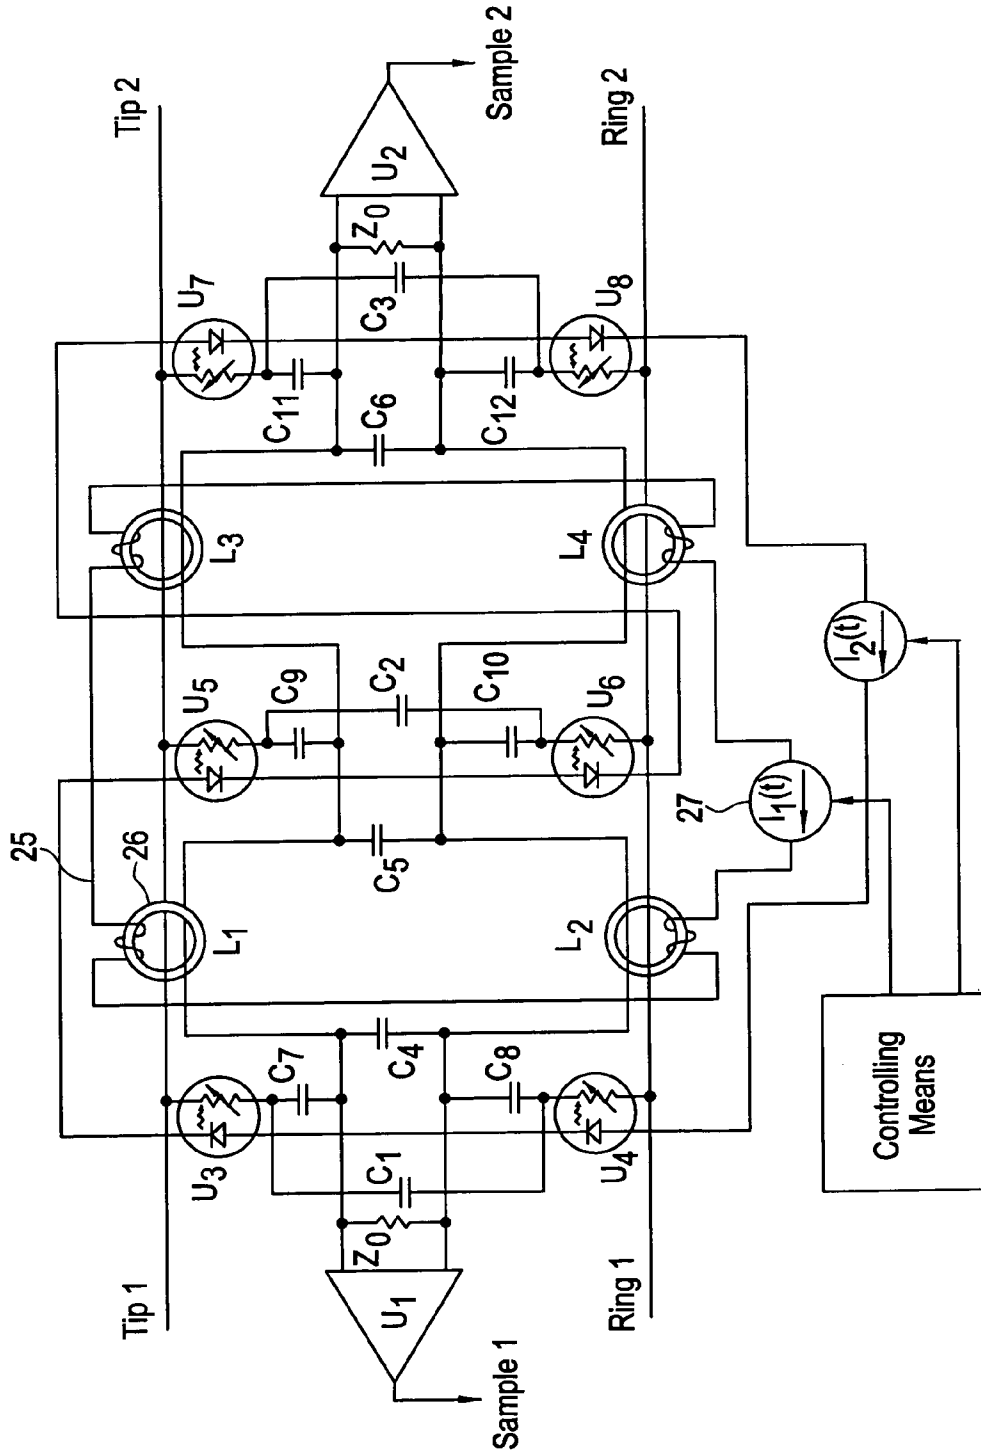 Tip 1
Tip 2
25
26
U3
U5
U7
L1
L3
C7
C9
C11
Z0
C1
C4
C5
C2
C6
C3
Z0
U1
U2
C8
C10
C12
Sample 1
Sample 2
U4
U6
U8
L2
L4
Ring 1
Ring 2
27
I1(t)
I2(t)
Controlling
Means